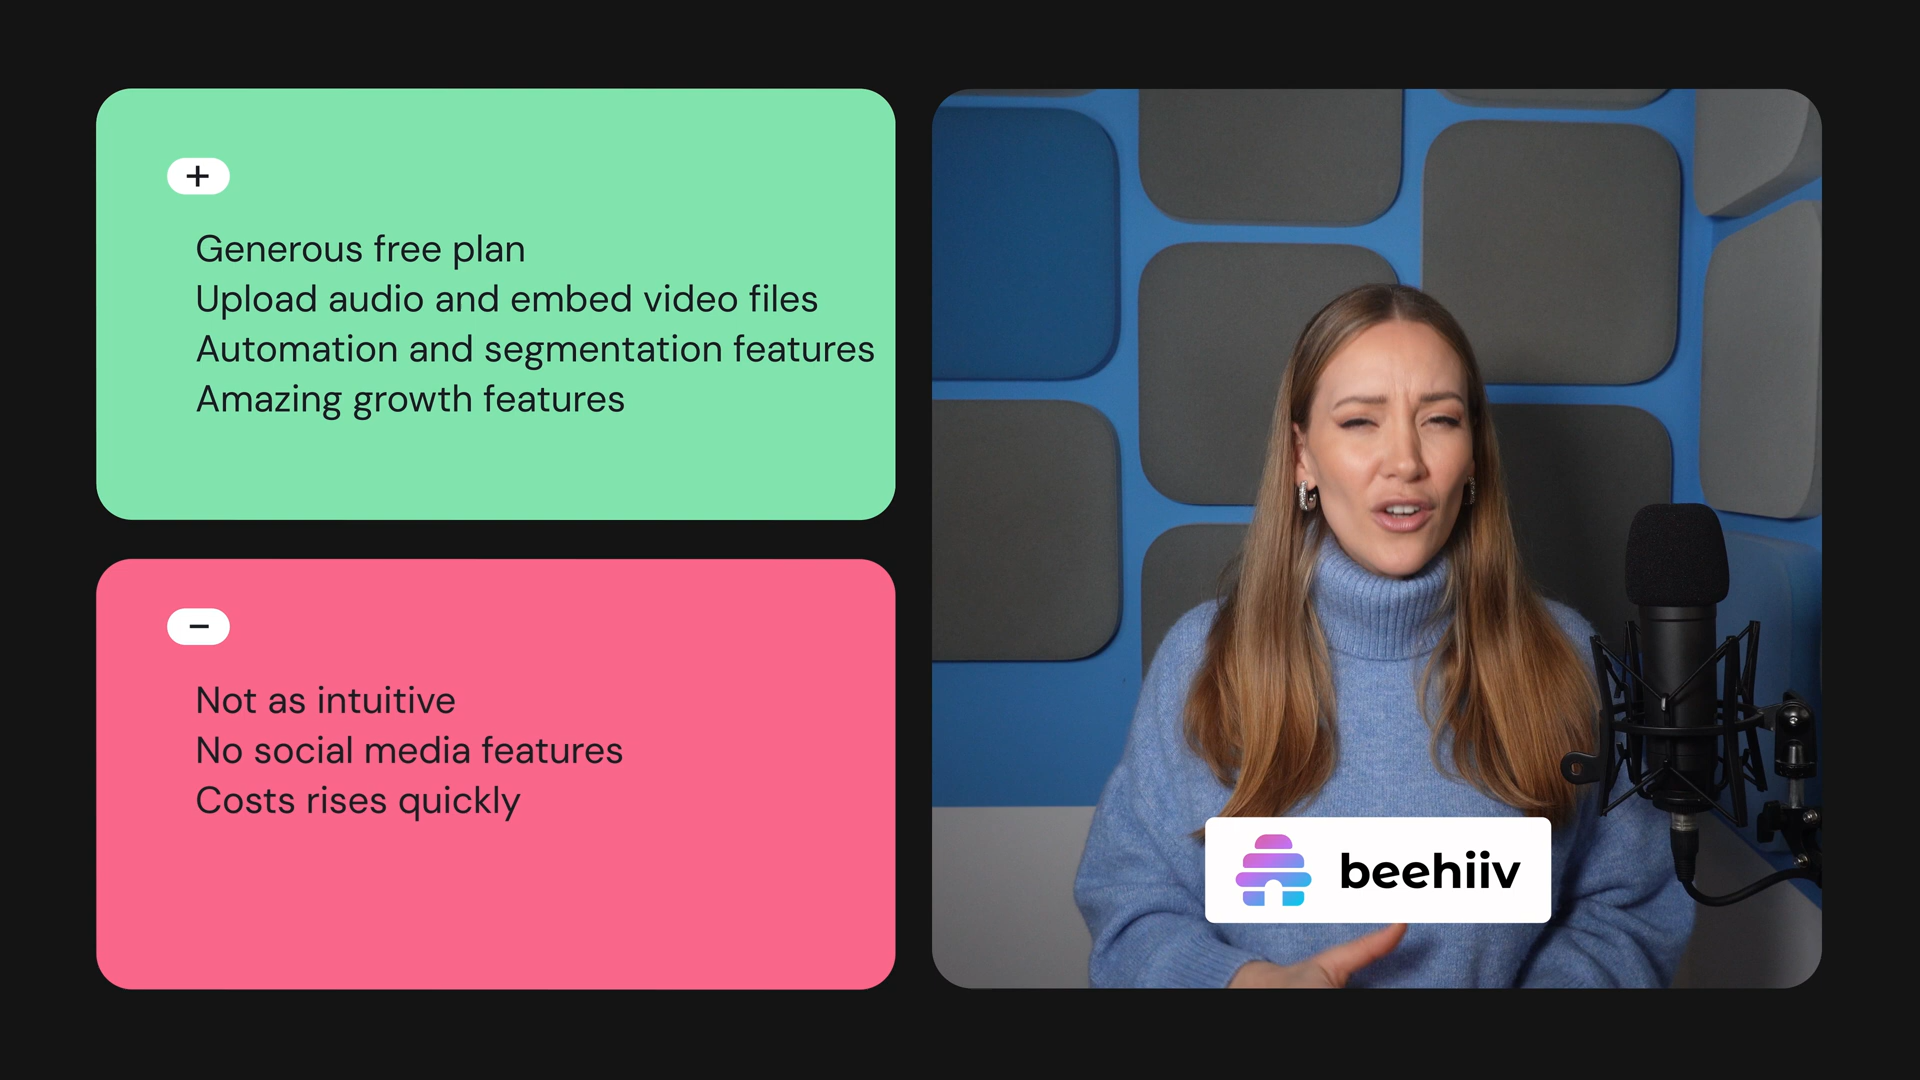 +
Generous free plan
Upload audio and embed video files
Automation and segmentation features
Amazing growth features
−
Not as intuitive
No social media features
Costs rises quickly
beehiiv